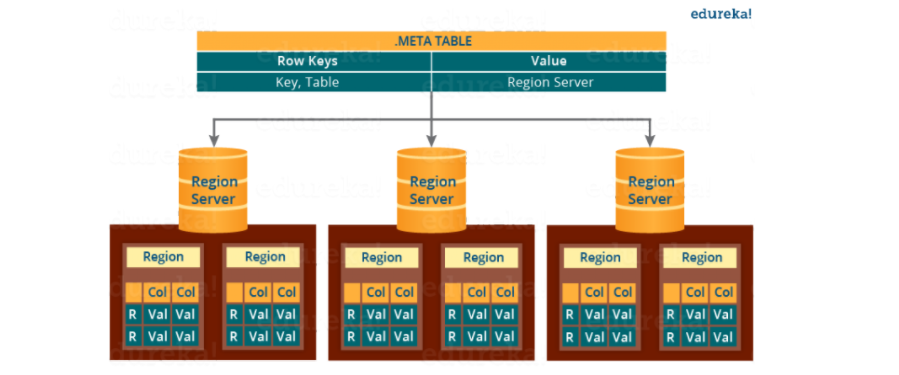 edureka!
.META TABLE
Row Keys Value
Key, Table Region Server
Region Server
Region Server
Region Server
Region Region Region Region Region Region
Col Col Col Col Col Col Col Col Col Col Col Col
R Val Val R Val Val R Val Val R Val Val R Val Val R Val Val
R Val Val R Val Val R Val Val R Val Val R Val Val R Val Val